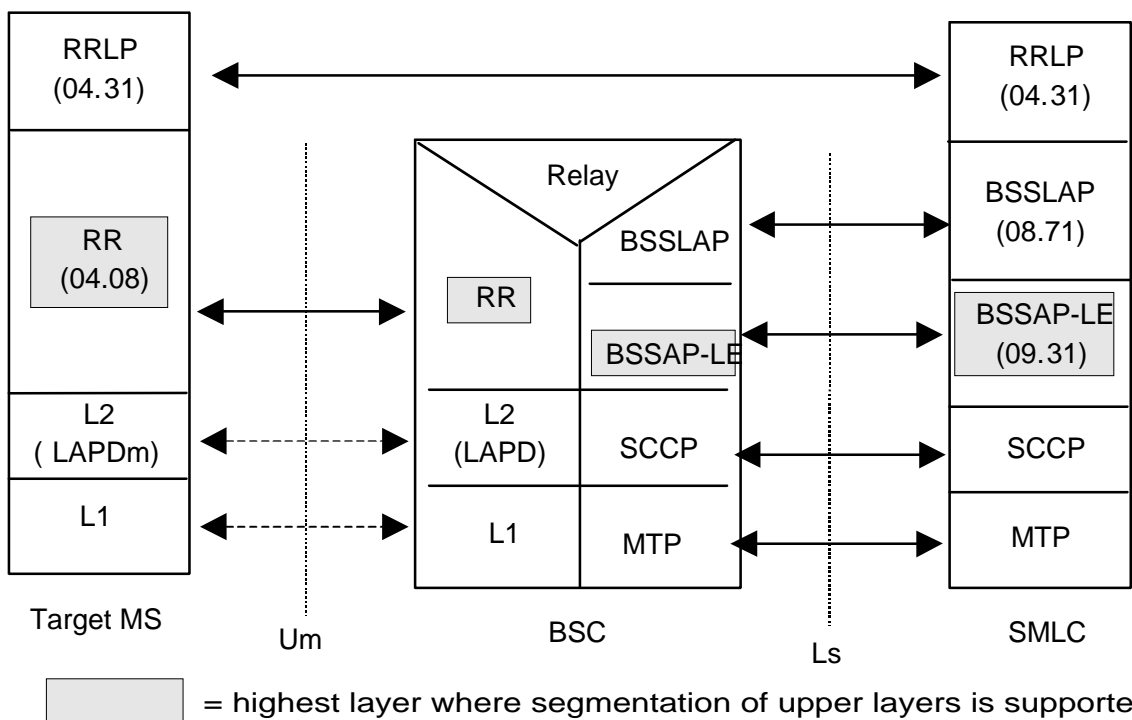 RRLP
(04.31)
RR
(04.08)
L2
( LAPDm)
L1
Target MS
Um
Relay
RR
BSSLAP
BSSAP-LE
L2
(LAPD)
SCCP
L1
MTP
BSC
Ls
RRLP
(04.31)
BSSLAP
(08.71)
BSSAP-LE
(09.31)
SCCP
MTP
SMLC
= highest layer where segmentation of upper layers is supporte